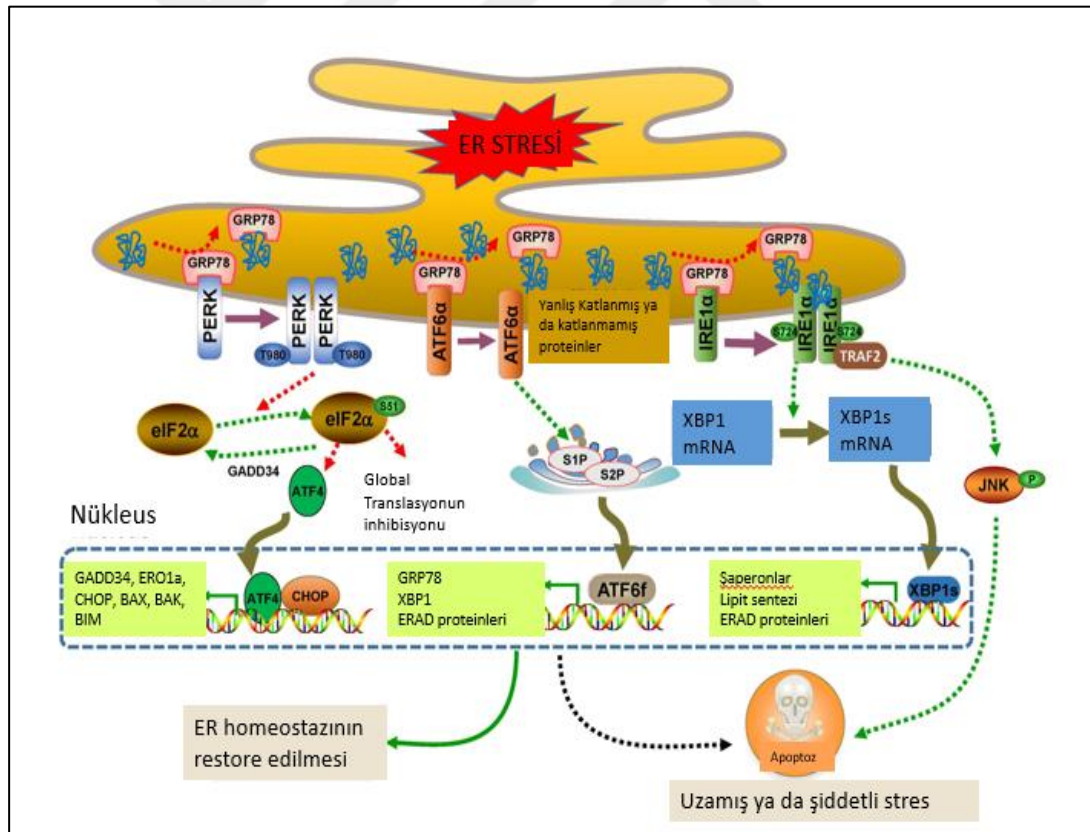 ER STRESİ
GRP78
GRP78
PERK
PERK
PERK
T980
T980
GRP78
GRP78
ATF6α
ATF6α
Yanlış Katlanmış ya
da katlanmamış
proteinler
GRP78
GRP78
IRE1α
IRE1α
IRE1α
S724
S724
TRAF2
eIF2α
eIF2α
S51
GADD34
ATF4
Global
Translasyonun
inhibisyonu
S1P
S2P
XBP1
mRNA
XBP1s
mRNA
JNK
P
Nükleus
GADD34, ERO1a,
CHOP, BAX, BAK,
BIM
ATF4
CHOP
GRP78
XBP1
ERAD proteinleri
ATF6f
Şaperonlar
Lipit sentezi
ERAD proteinleri
XBP1s
ER homeostazının
restore edilmesi
Apoptoz
Uzamış ya da şiddetli stres